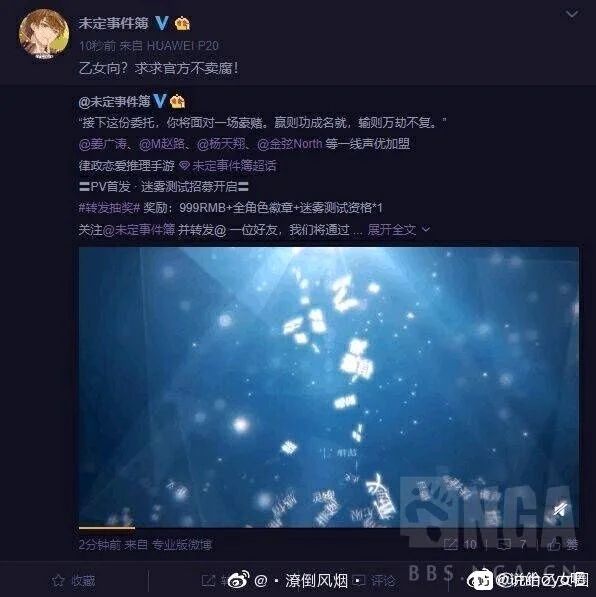 未定事件簿
10秒前 来自 HUAWEI P20
乙女向？求求官方不卖腐！
@未定事件簿
“接下这份委托，你将面对一场豪赌。赢则功成名就，输则万劫不复。”
@姜广涛、@M赵路、@杨天翔、@金弦North 等一线声优加盟
律政恋爱推理手游 未定事件簿超话
〓PV首发 · 迷雾测试招募开启〓
#转发抽奖# 奖励：999RMB+全角色徽章+迷雾测试资格*1
关注@未定事件簿 并转发@ 一位好友，我们将通过 ... 展开全文
NGA
2分钟前 来自 专业版微博
10 7 赞
BBS.NGA.CN
收藏
@·潦倒风烟·
评论